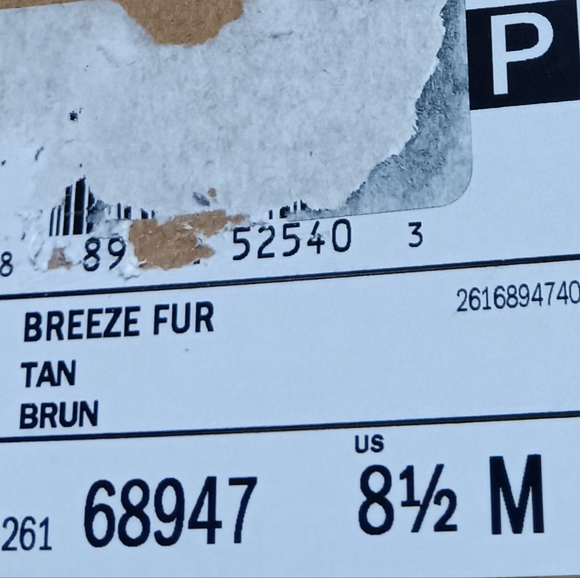 P
8 89 52540 3
BREEZE FUR
2616894740
TAN
BRUN
US
261 68947 8½ M